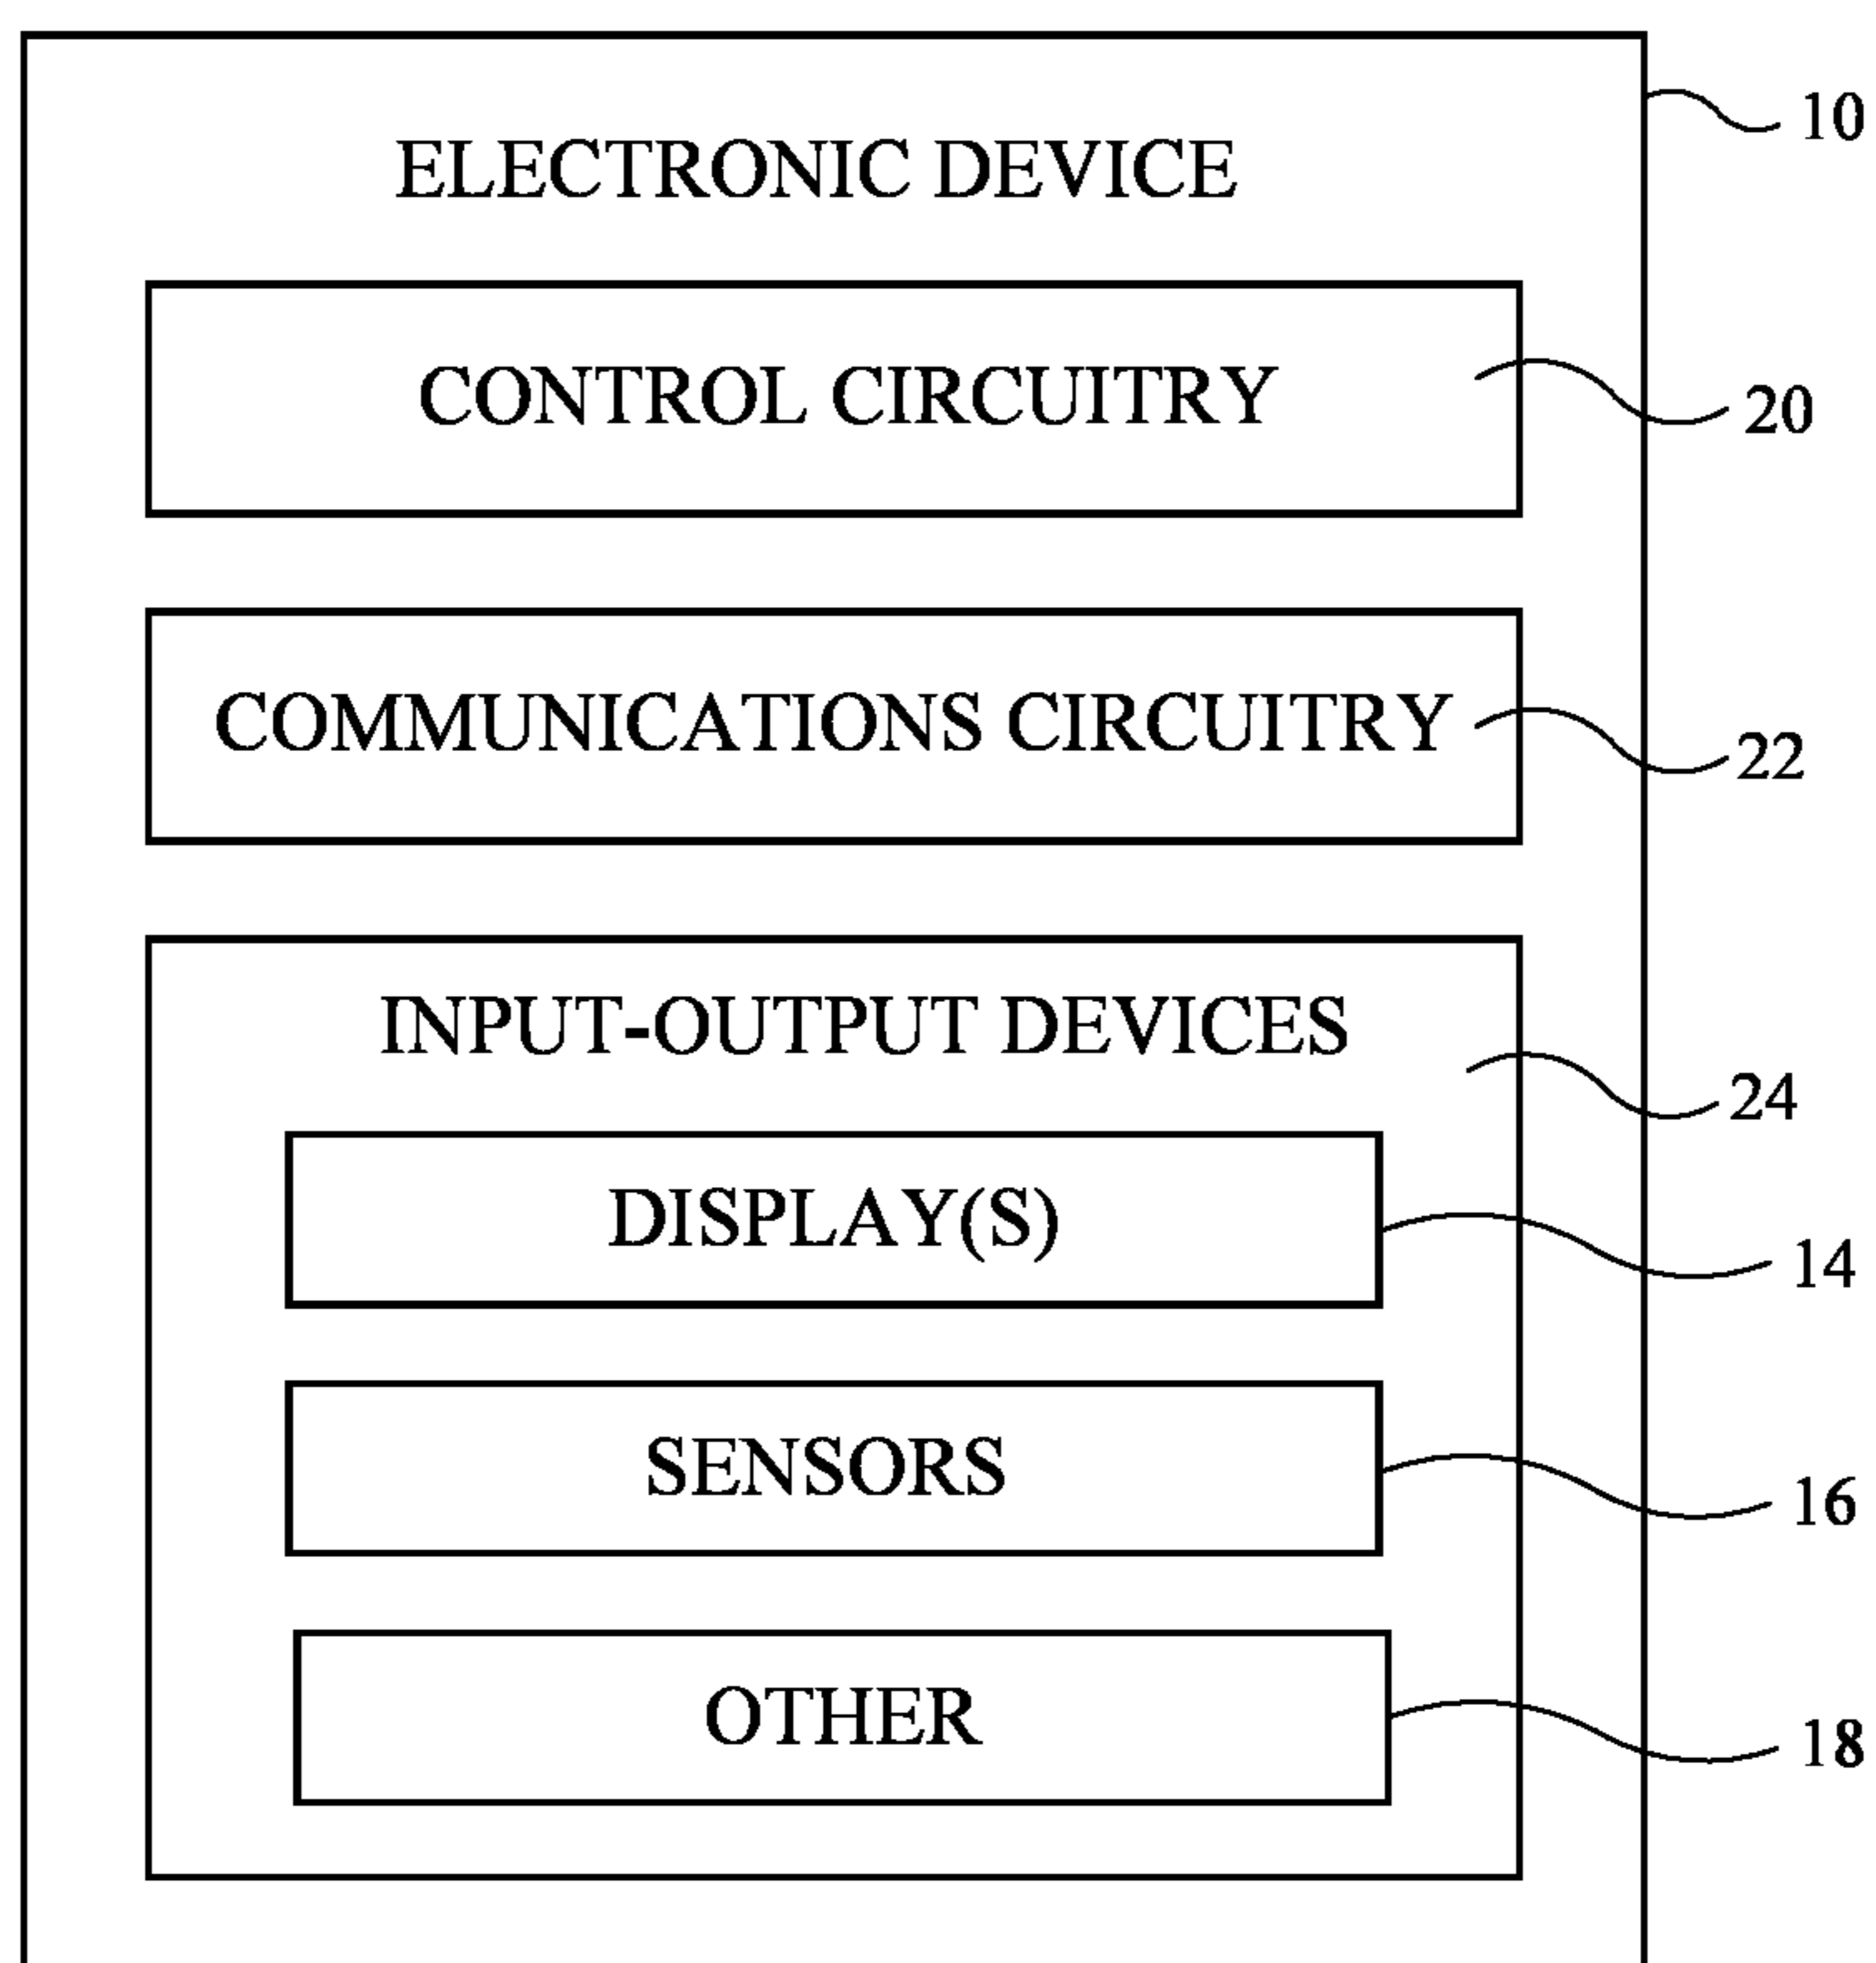 10
ELECTRONIC DEVICE
CONTROL CIRCUITRY
20
COMMUNICATIONS CIRCUITRY
22
INPUT-OUTPUT DEVICES
24
DISPLAY(S)
14
SENSORS
16
OTHER
18